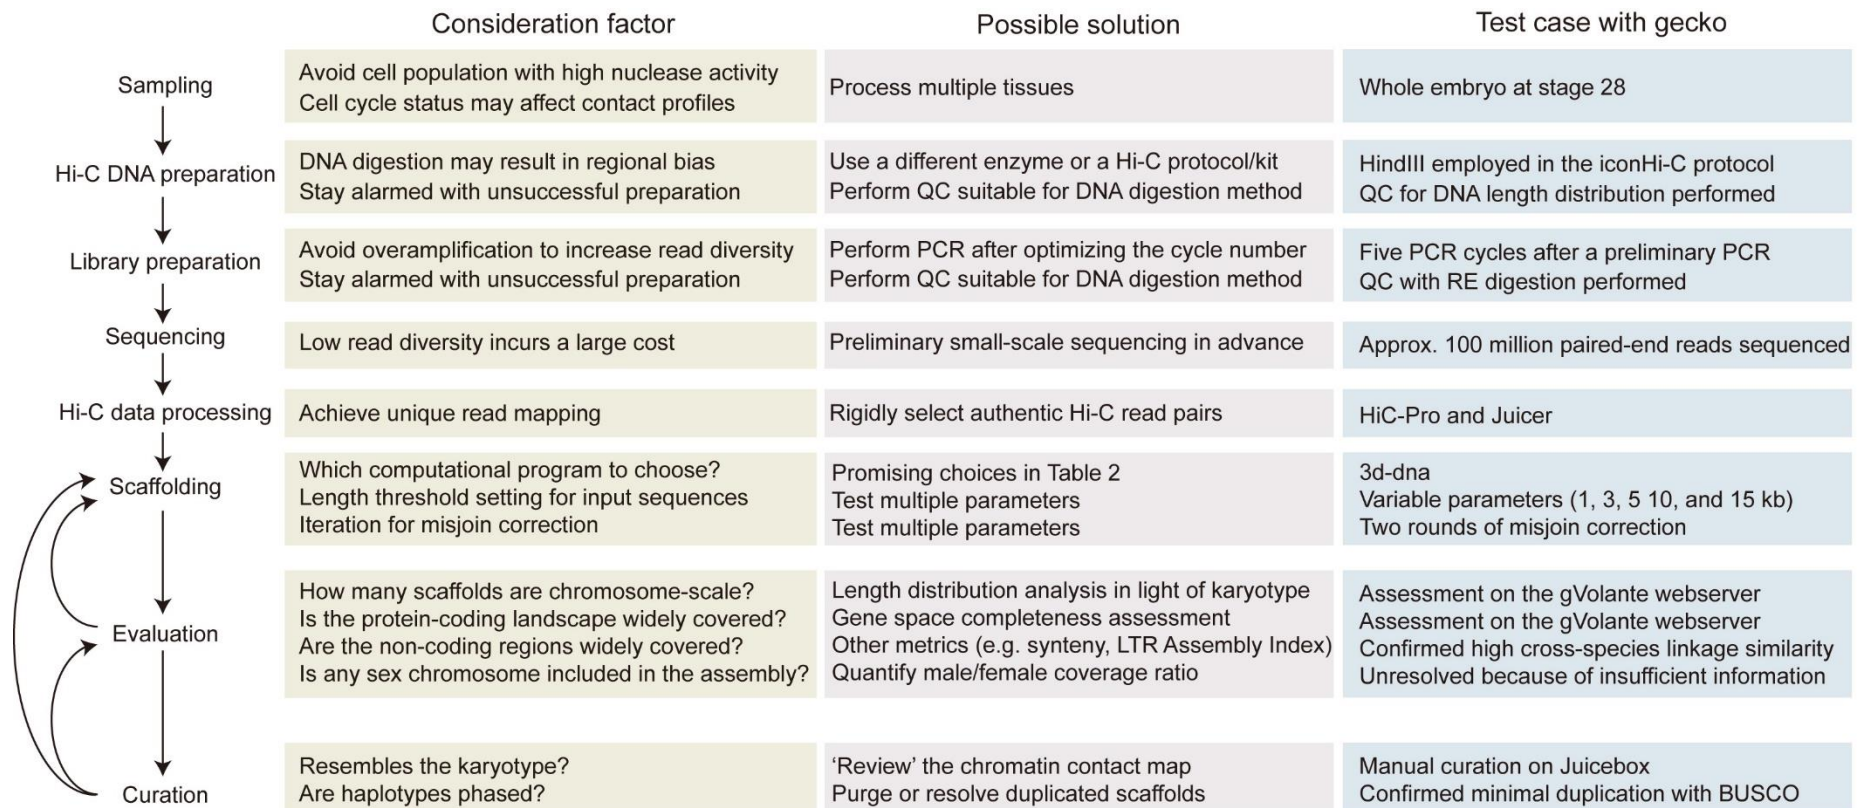 Consideration factor
Possible solution
Test case with gecko
Sampling
Avoid cell population with high nuclease activity
Cell cycle status may affect contact profiles
Process multiple tissues
Whole embryo at stage 28
Hi-C DNA preparation
DNA digestion may result in regional bias
Stay alarmed with unsuccessful preparation
Use a different enzyme or a Hi-C protocol/kit
Perform QC suitable for DNA digestion method
HindIII employed in the iconHi-C protocol
QC for DNA length distribution performed
Library preparation
Avoid overamplification to increase read diversity
Stay alarmed with unsuccessful preparation
Perform PCR after optimizing the cycle number
Perform QC suitable for DNA digestion method
Five PCR cycles after a preliminary PCR
QC with RE digestion performed
Sequencing
Low read diversity incurs a large cost
Preliminary small-scale sequencing in advance
Approx. 100 million paired-end reads sequenced
Hi-C data processing
Achieve unique read mapping
Rigidly select authentic Hi-C read pairs
HiC-Pro and Juicer
Scaffolding
Which computational program to choose?
Length threshold setting for input sequences
Iteration for misjoin correction
Promising choices in Table 2
Test multiple parameters
Test multiple parameters
3d-dna
Variable parameters (1, 3, 5 10, and 15 kb)
Two rounds of misjoin correction
Evaluation
How many scaffolds are chromosome-scale?
Is the protein-coding landscape widely covered?
Are the non-coding regions widely covered?
Is any sex chromosome included in the assembly?
Length distribution analysis in light of karyotype
Gene space completeness assessment
Other metrics (e.g. synteny, LTR Assembly Index)
Quantify male/female coverage ratio
Assessment on the gVolante webserver
Assessment on the gVolante webserver
Confirmed high cross-species linkage similarity
Unresolved because of insufficient information
Curation
Resembles the karyotype?
Are haplotypes phased?
‘Review’ the chromatin contact map
Purge or resolve duplicated scaffolds
Manual curation on Juicebox
Confirmed minimal duplication with BUSCO